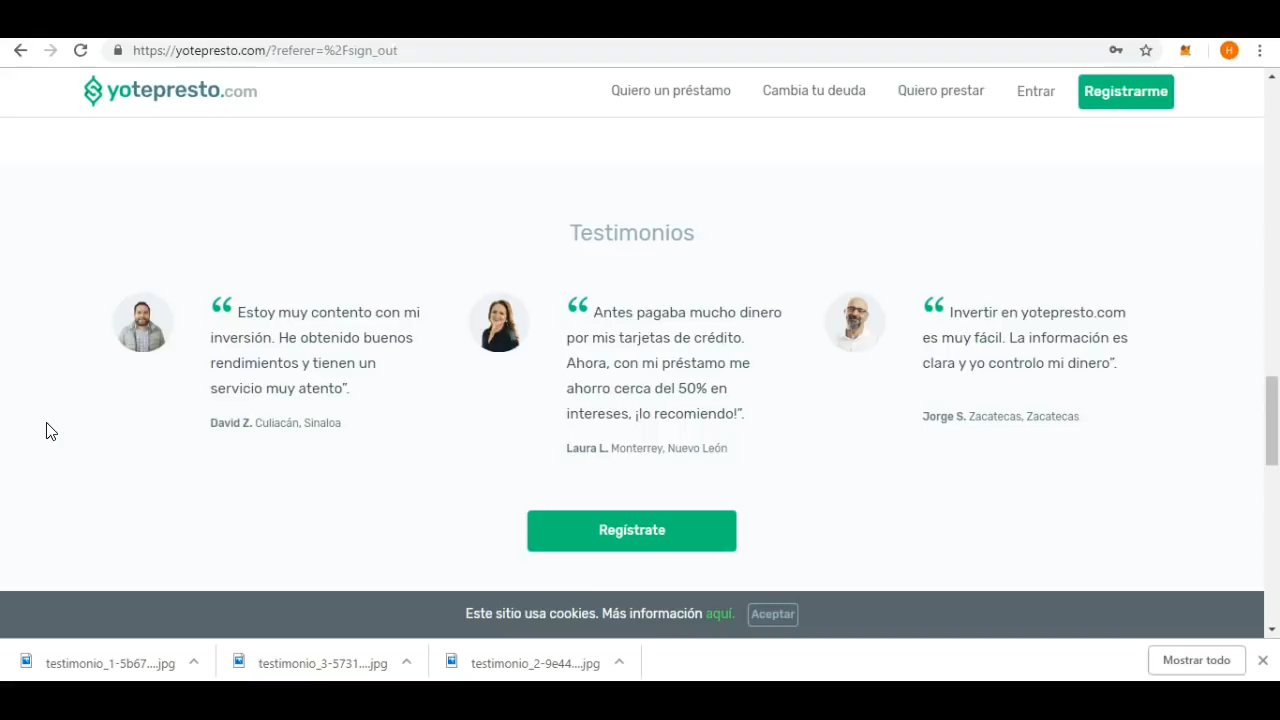 https://yotepresto.com/?referer=%2Fsign_out
H
yotepresto.com
Quiero un préstamo
Cambia tu deuda
Quiero prestar
Entrar
Registrarme
Testimonios
“ Estoy muy contento con mi
inversión. He obtenido buenos
rendimientos y tienen un
servicio muy atento”.
David Z. Culiacán, Sinaloa
“ Antes pagaba mucho dinero
por mis tarjetas de crédito.
Ahora, con mi préstamo me
ahorro cerca del 50% en
intereses, ¡lo recomiendo!”.
Laura L. Monterrey, Nuevo León
“ Invertir en yotepresto.com
es muy fácil. La información es
clara y yo controlo mi dinero”.
Jorge S. Zacatecas, Zacatecas
Regístrate
Este sitio usa cookies. Más información aquí.
Aceptar
testimonio_1-5b67....jpg
testimonio_3-5731....jpg
testimonio_2-9e44....jpg
Mostrar todo